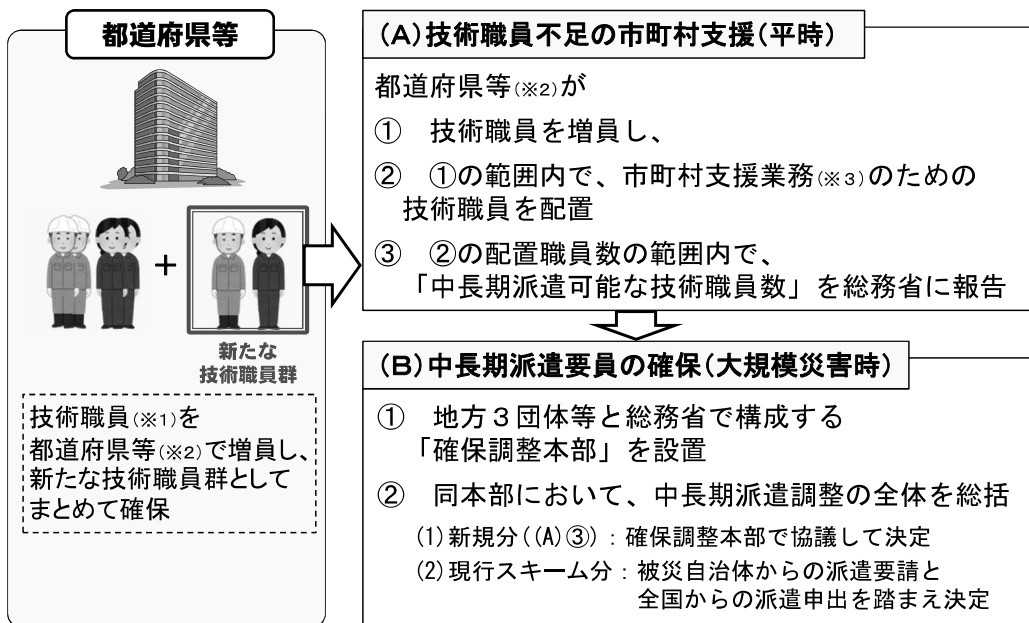 都道府県等
+
新たな
技術職員群
技術職員(※1)を
都道府県等(※2)で増員し、
新たな技術職員群として
まとめて確保
(A)技術職員不足の市町村支援(平時)
都道府県等(※2)が
① 技術職員を増員し、
② ①の範囲内で、市町村支援業務(※3)のための
技術職員を配置
③ ②の配置職員数の範囲内で、
「中長期派遣可能な技術職員数」を総務省に報告
(B)中長期派遣要員の確保(大規模災害時)
① 地方3団体等と総務省で構成する
「確保調整本部」を設置
② 同本部において、中長期派遣調整の全体を総括
(1)新規分((A)③)：確保調整本部で協議して決定
(2)現行スキーム分：被災自治体からの派遣要請と
全国からの派遣申出を踏まえ決定